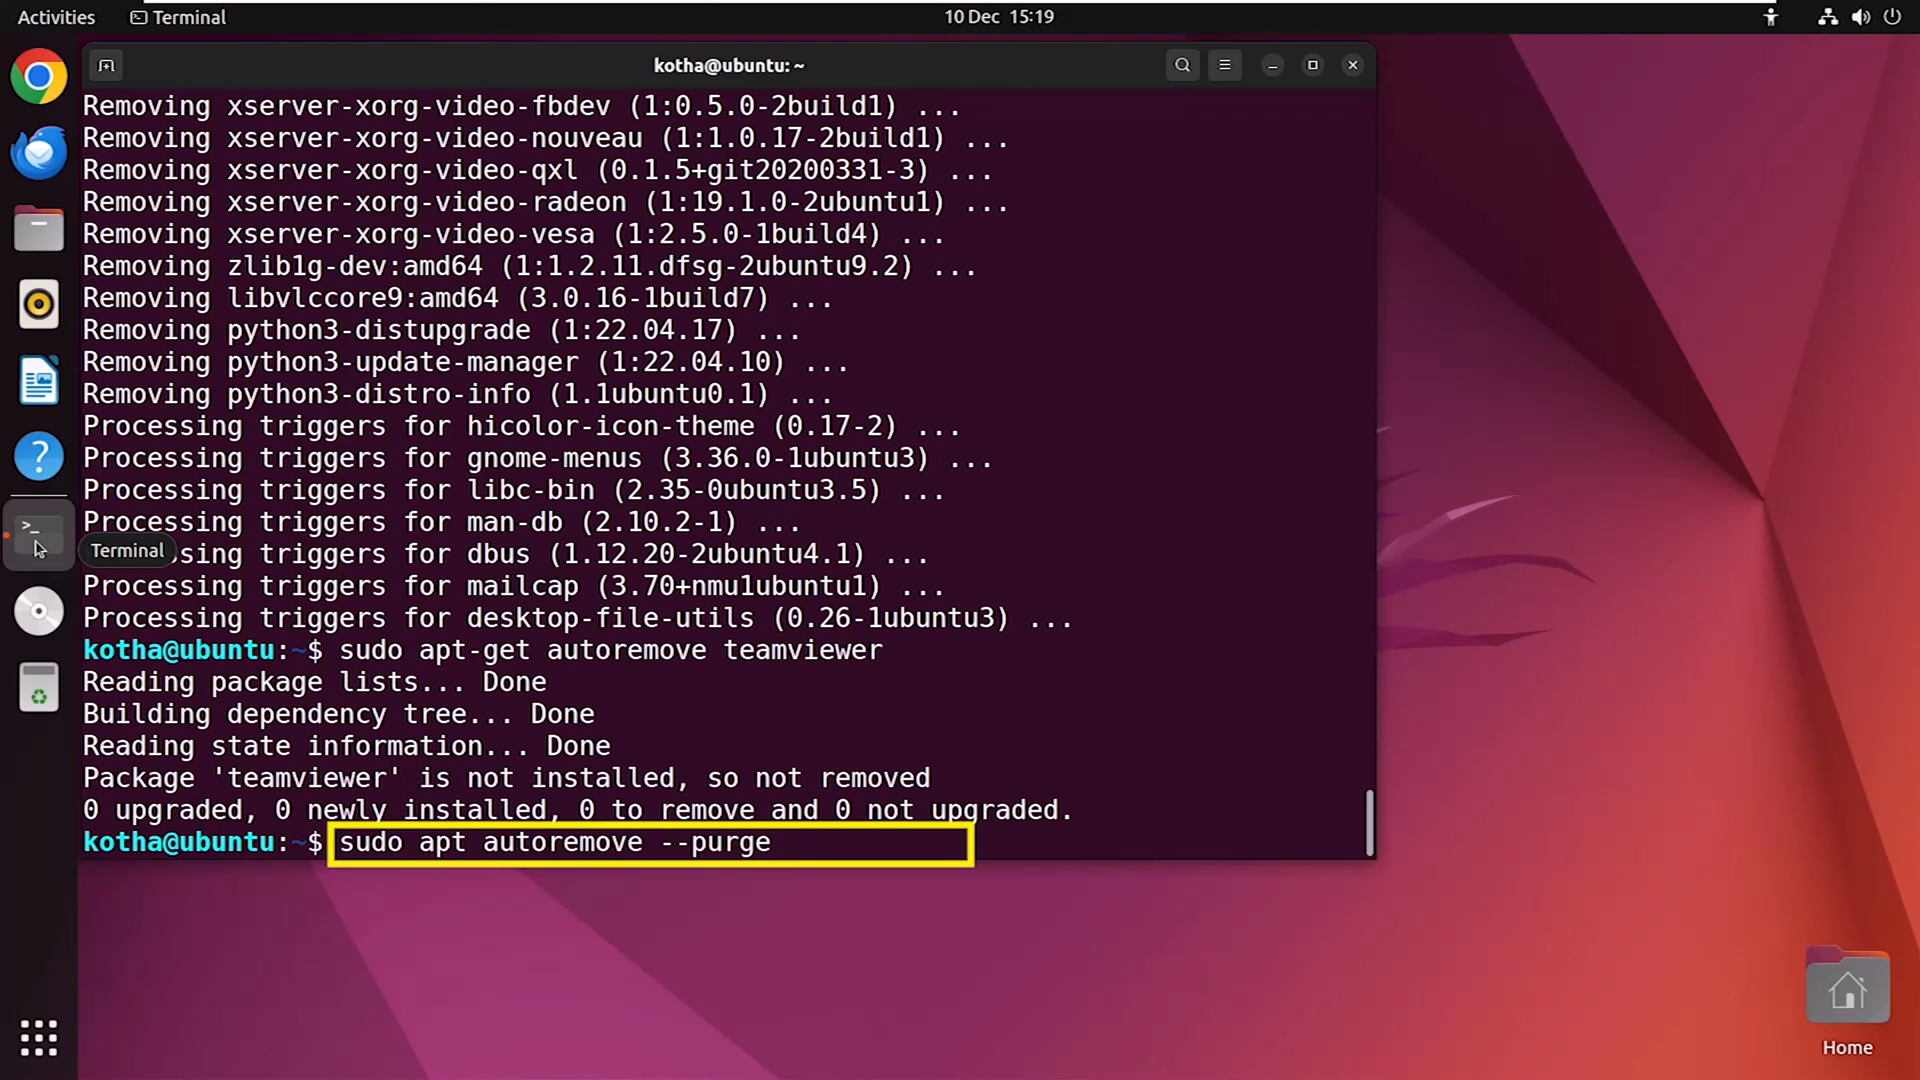 Activities
Terminal
10 Dec 15:19
kotha@ubuntu: ~
Removing xserver-xorg-video-fbdev (1:0.5.0-2build1) ...
Removing xserver-xorg-video-nouveau (1:1.0.17-2build1) ...
Removing xserver-xorg-video-qxl (0.1.5+git20200331-3) ...
Removing xserver-xorg-video-radeon (1:19.1.0-2ubuntu1) ...
Removing xserver-xorg-video-vesa (1:2.5.0-1build4) ...
Removing zlib1g-dev:amd64 (1:1.2.11.dfsg-2ubuntu9.2) ...
Removing libvlccore9:amd64 (3.0.16-1build7) ...
Removing python3-distupgrade (1:22.04.17) ...
Removing python3-update-manager (1:22.04.10) ...
Removing python3-distro-info (1.1ubuntu0.1) ...
Processing triggers for hicolor-icon-theme (0.17-2) ...
Processing triggers for gnome-menus (3.36.0-1ubuntu3) ...
Processing triggers for libc-bin (2.35-0ubuntu3.5) ...
Processing triggers for man-db (2.10.2-1) ...
Terminal
ssing triggers for dbus (1.12.20-2ubuntu4.1) ...
Processing triggers for mailcap (3.70+nmu1ubuntu1) ...
Processing triggers for desktop-file-utils (0.26-1ubuntu3) ...
kotha@ubuntu:~$ sudo apt-get autoremove teamviewer
Reading package lists... Done
Building dependency tree... Done
Reading state information... Done
Package 'teamviewer' is not installed, so not removed
0 upgraded, 0 newly installed, 0 to remove and 0 not upgraded.
kotha@ubuntu:~$ sudo apt autoremove --purge
Home